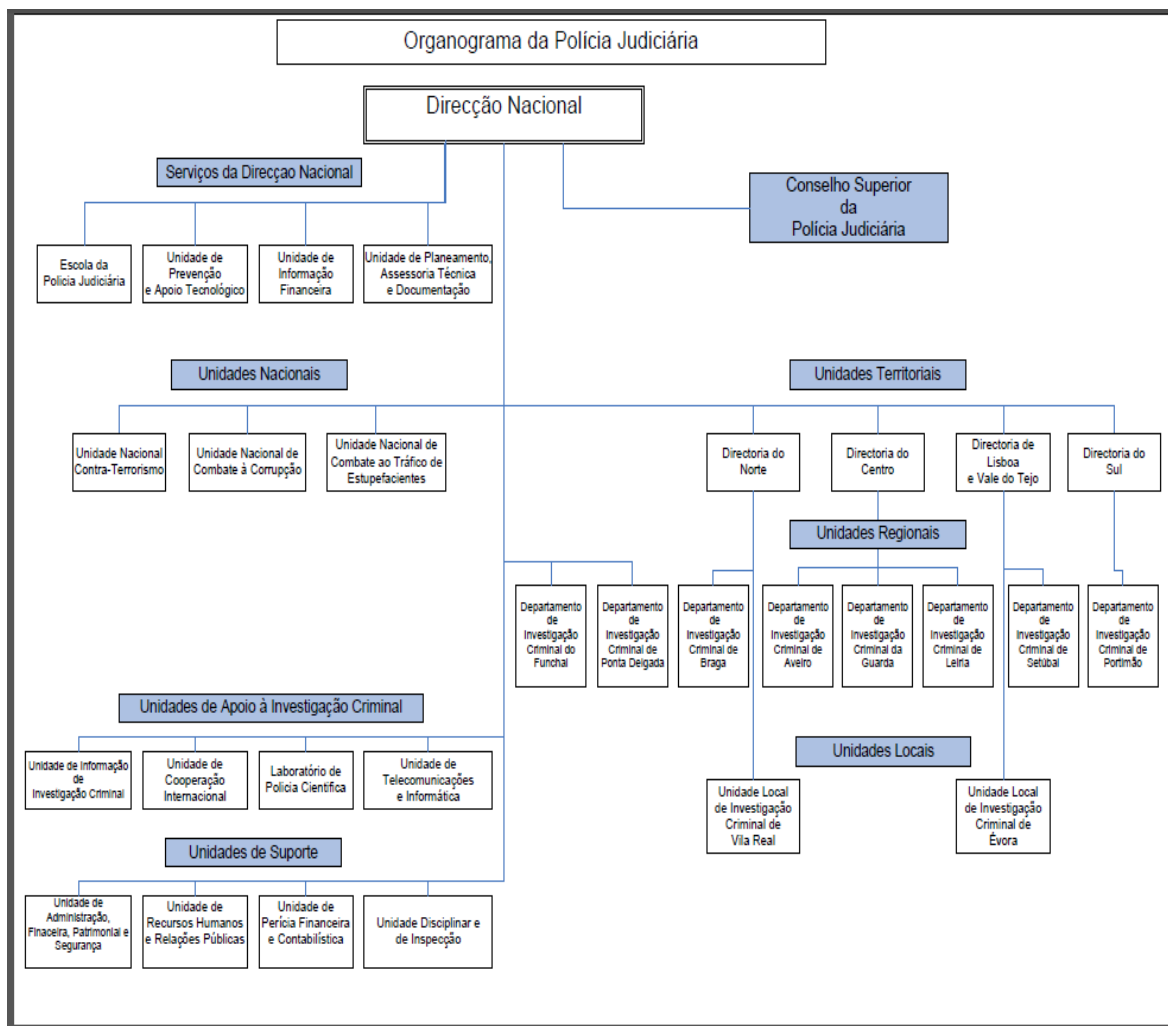 Organograma da Polícia Judiciária
Direcção Nacional
Serviços da Direcçao Nacional
Conselho Superior
da
Polícia Judiciária
Escola da
Policia Judiciária
Unidade de
Prevenção
e Apoio Tecnológico
Unidade de
Informação
Financeira
Unidade de Planeamento,
Assessoria Técnica
e Documentação
Unidades Nacionais
Unidades Territoriais
Unidade Nacional
Contra-Terrorismo
Unidade Nacional de
Combate à Corrupção
Unidade Nacional de
Combate ao Tráfico de
Estupefacientes
Directoria do
Norte
Directoria do
Centro
Directoria de
Lisboa
e Vale do Tejo
Directoria do
Sul
Unidades Regionais
Departamento
de
Investigação
Criminal do
Funchal
Departamento
de
Investigação
Criminal de
Ponta Delgada
Departamento
de
Investigação
Criminal de
Braga
Departamento
de
Investigação
Criminal de
Aveiro
Departamento
de
Investigação
Criminal da
Guarda
Departamento
de
Investigação
Criminal de
Leiria
Departamento
de
Investigação
Criminal de
Setúbal
Departamento
de
Investigação
Criminal de
Portimão
Unidades de Apoio à Investigação Criminal
Unidade de Informação
de
Investigação Criminal
Unidade de
Cooperação
Internacional
Laboratório de
Policia Cientifica
Unidade de
Telecomunicações
e Informática
Unidades Locais
Unidade Local
de Investigação
Criminal de
Vila Real
Unidade Local
de Investigação
Criminal de
Évora
Unidades de Suporte
Unidade de
Administração,
Finaceira, Patrimonial e
Segurança
Unidade de
Recursos Humanos
e Relações Públicas
Unidade de
Perícia Financeira
e Contabilística
Unidade Disciplinar e
de Inspecção